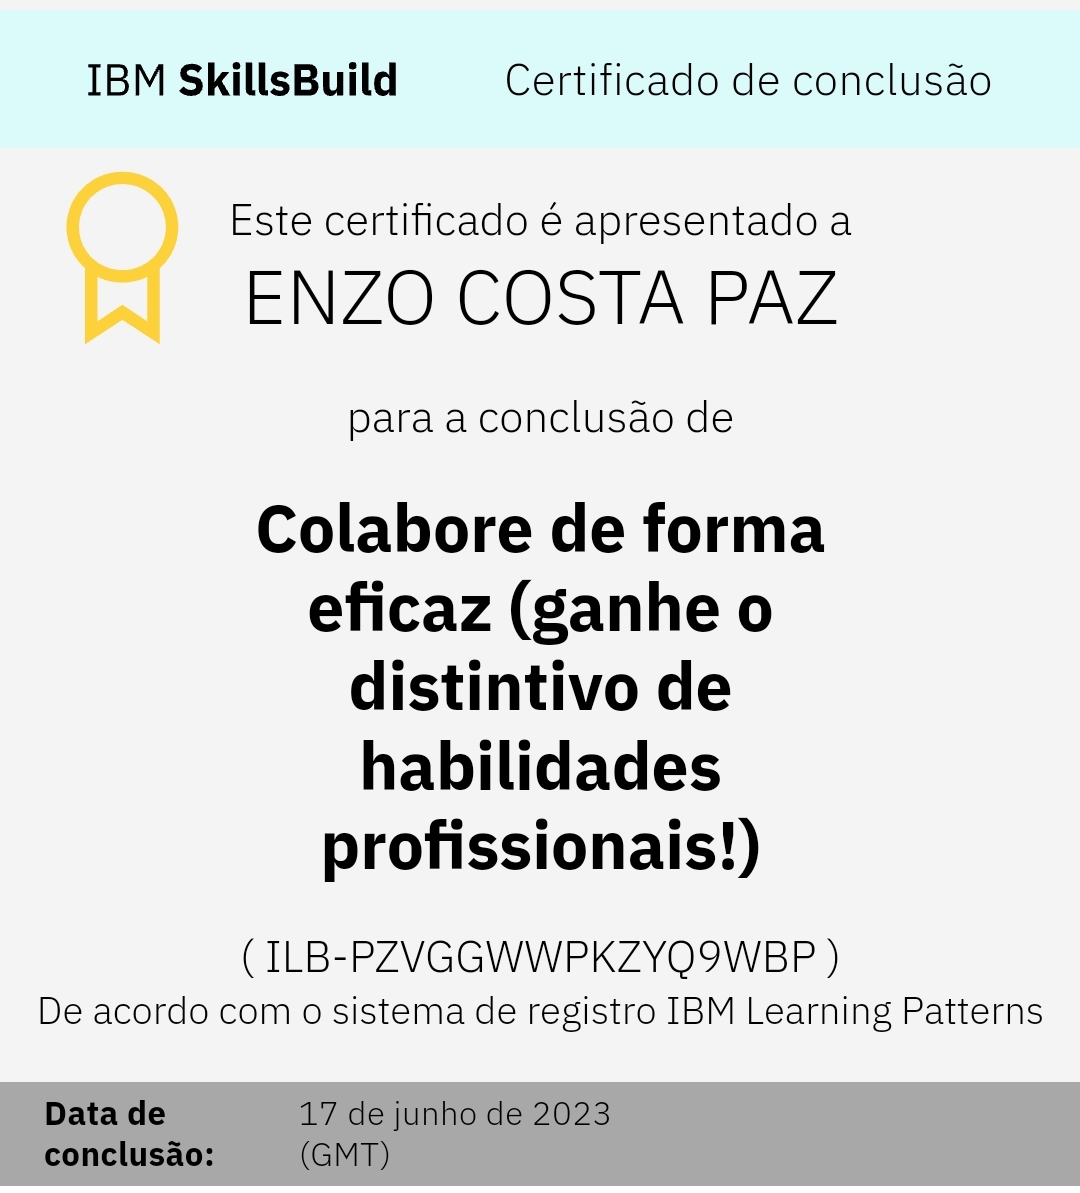 IBM SkillsBuild Certificado de conclusão
Este certificado é apresentado a
ENZO COSTA PAZ
para a conclusão de
Colabore de forma
eficaz (ganhe o
distintivo de
habilidades
profissionais!)
( ILB-PZVGGWWPKZYQ9WBP )
De acordo com o sistema de registro IBM Learning Patterns
Data de 17 de junho de 2023
conclusão: (GMT)